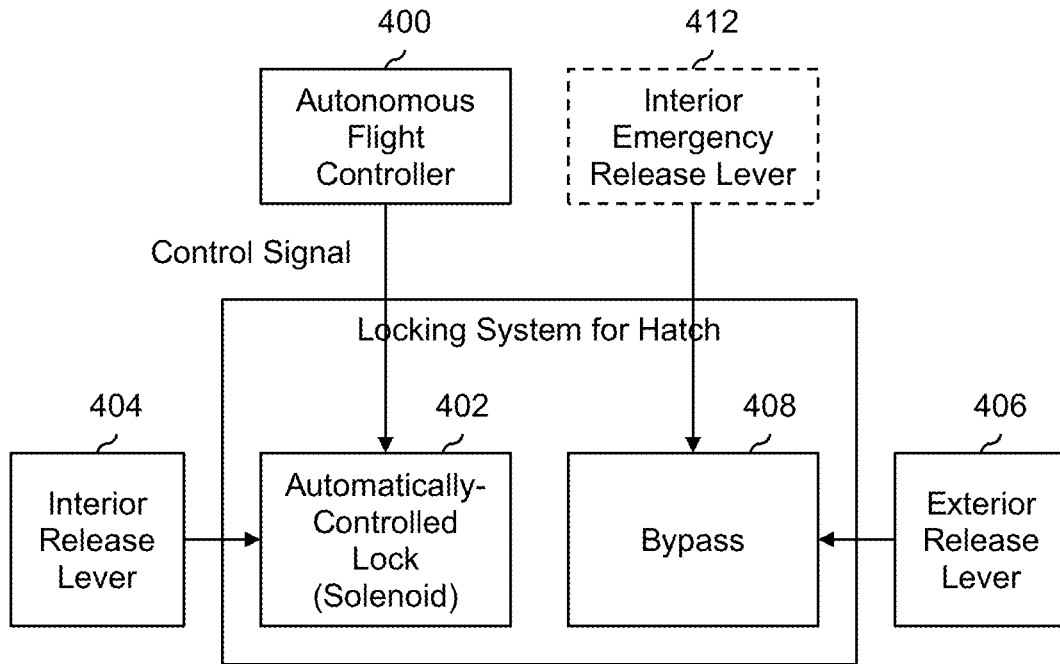 400
412
Autonomous
Flight
Controller
Interior
Emergency
Release Lever
Control Signal
Locking System for Hatch
404
402
408
406
Interior
Release
Lever
Automatically-
Controlled
Lock
(Solenoid)
Bypass
Exterior
Release
Lever